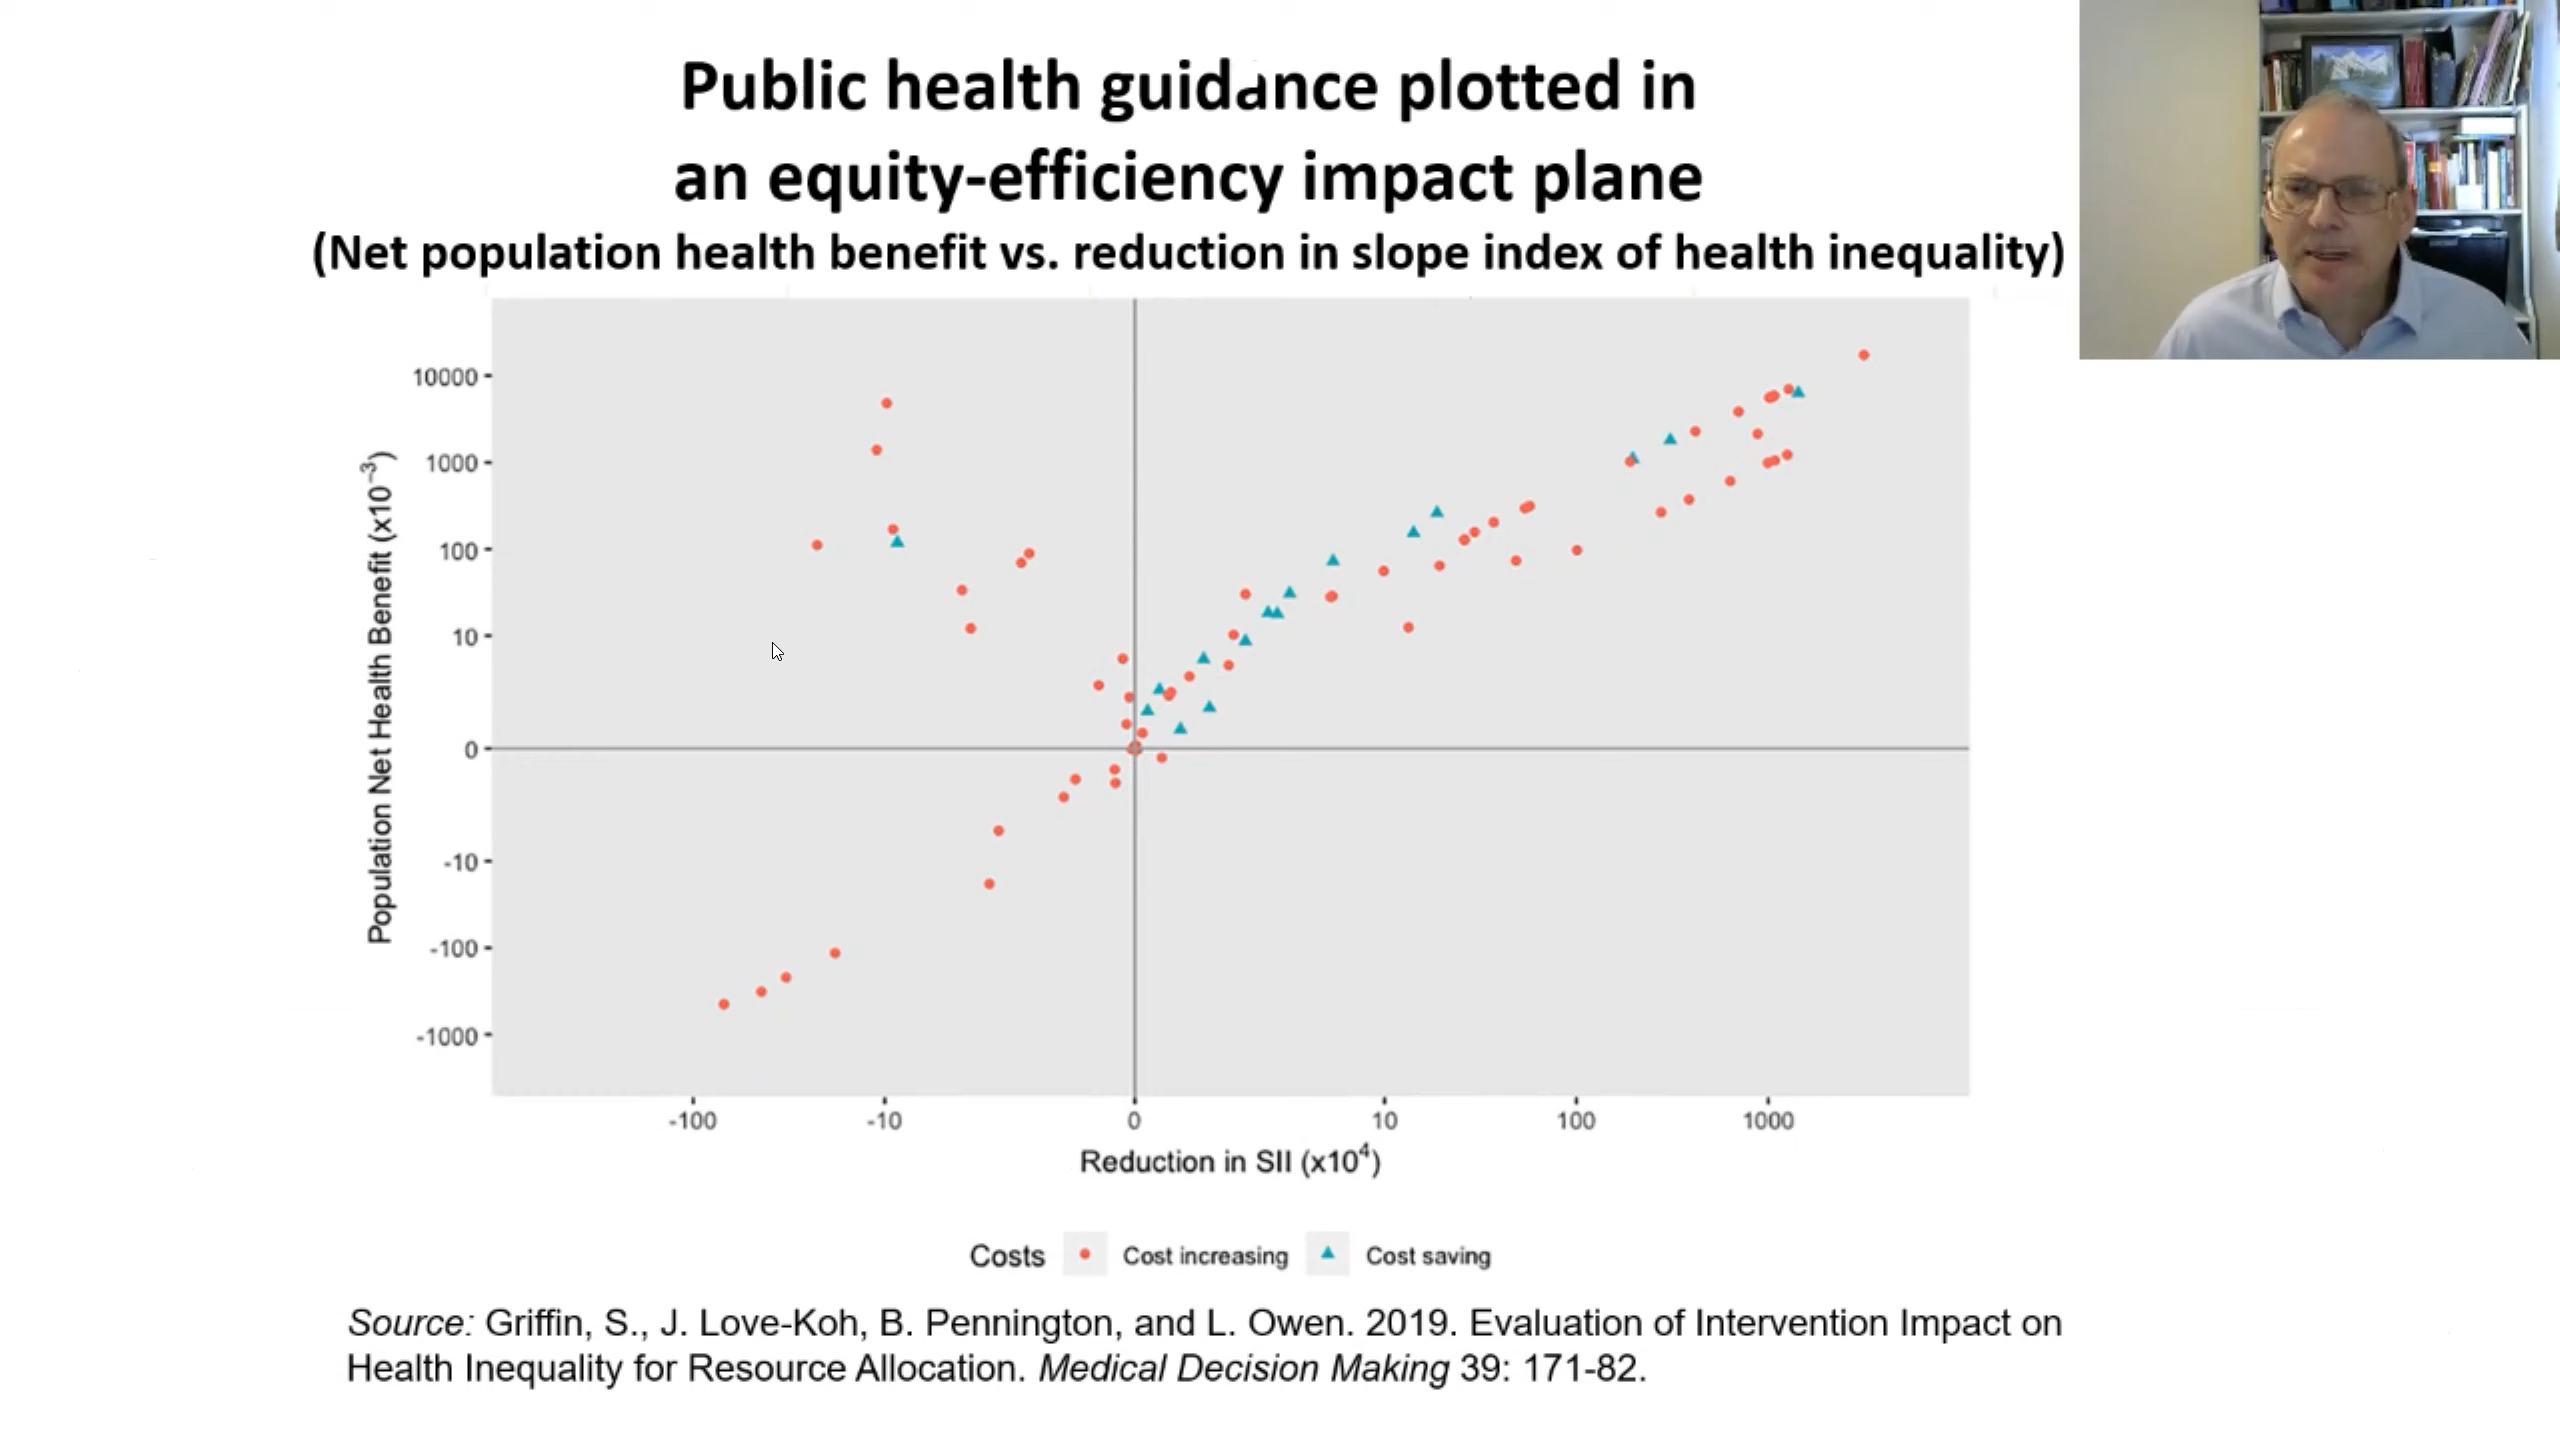 Public health guidance plotted in
an equity-efficiency impact plane
(Net population health benefit vs. reduction in slope index of health inequality)
Population Net Health Benefit (x10⁻³)
10000
1000
100
10
0
-10
-100
-1000
-100
-10
0
10
100
1000
Reduction in SII (x10⁴)
Costs Cost increasing Cost saving
Source: Griffin, S., J. Love-Koh, B. Pennington, and L. Owen. 2019. Evaluation of Intervention Impact on
Health Inequality for Resource Allocation. Medical Decision Making 39: 171-82.